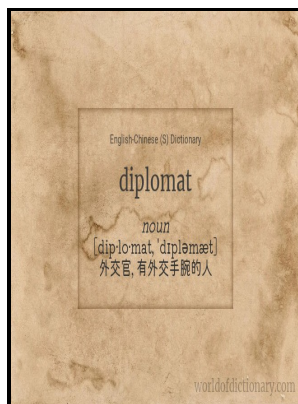 English-Chinese (S) Dictionary
diplomat
noun
[dip·lo·mat, 'dɪpləmæt]
外交官, 有外交手腕的人
worldofdictionary.com